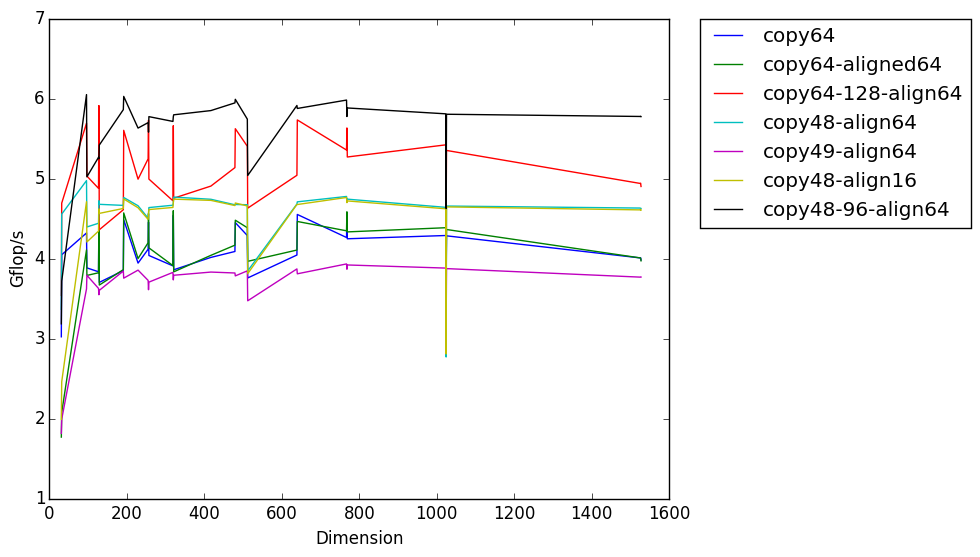 7
6
5
4
3
2
1
Gflop/s
0
200
400
600
800
1000
1200
1400
1600
Dimension
copy64
copy64-aligned64
copy64-128-align64
copy48-align64
copy49-align64
copy48-align16
copy48-96-align64